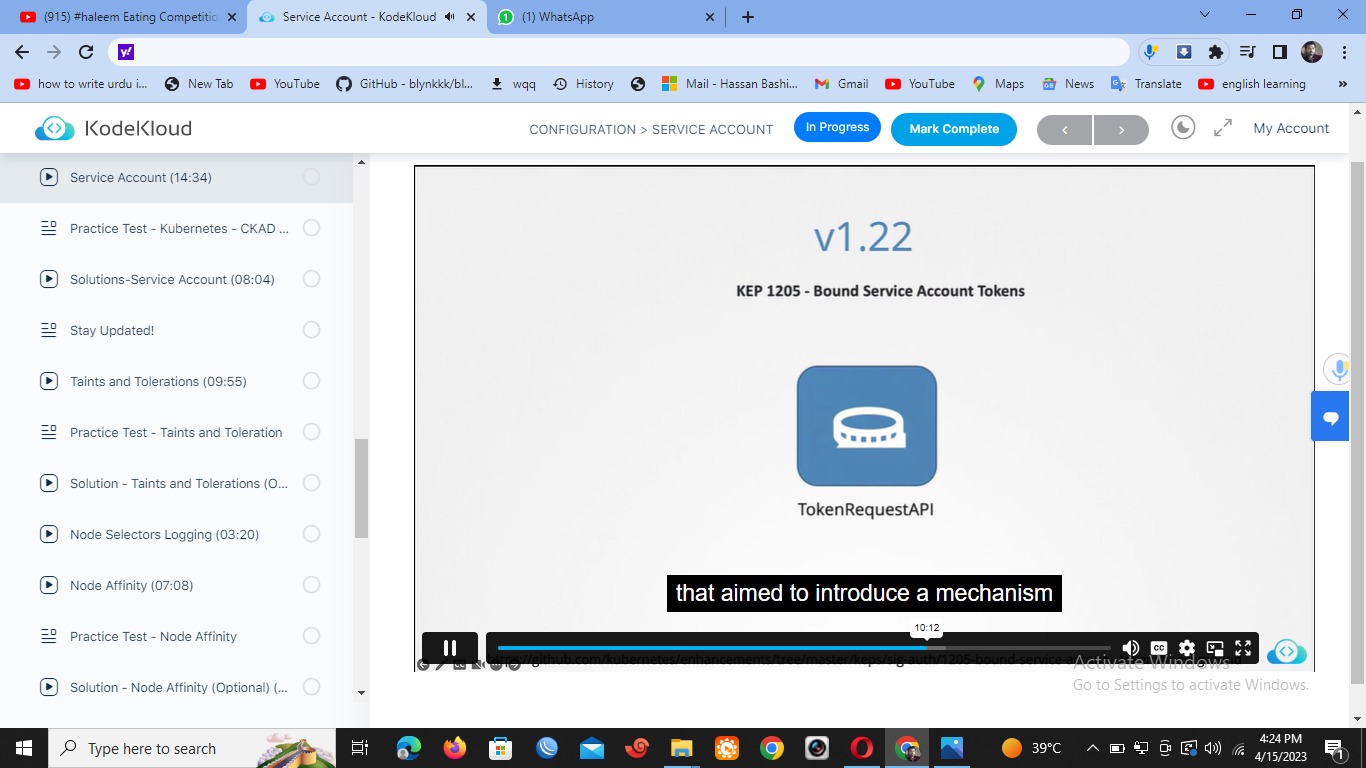 (915) #haleem Eating Competitio
Service Account - KodeKloud
(1) WhatsApp
how to write urdu i...
New Tab
YouTube
GitHub - blynkkk/bl...
wqq
History
Mail - Hassan Bashi...
Gmail
YouTube
Maps
News
Translate
english learning
»
KodeKloud
CONFIGURATION > SERVICE ACCOUNT
In Progress
Mark Complete
My Account
Service Account (14:34)
Practice Test - Kubernetes - CKAD ...
Solutions-Service Account (08:04)
Stay Updated!
Taints and Tolerations (09:55)
Practice Test - Taints and Toleration
Solution - Taints and Tolerations (O...
Node Selectors Logging (03:20)
Node Affinity (07:08)
Practice Test - Node Affinity
Solution - Node Affinity (Optional) (...
v1.22
KEP 1205 - Bound Service Account Tokens
TokenRequestAPI
that aimed to introduce a mechanism
10:12
CC
://github.com/kubernetes/enhancements/tree/master/keps/sig-auth/1205-bound-service-a
Activate Windows
Go to Settings to activate Windows.
Type here to search
39°C
4:24 PM
4/15/2023
1